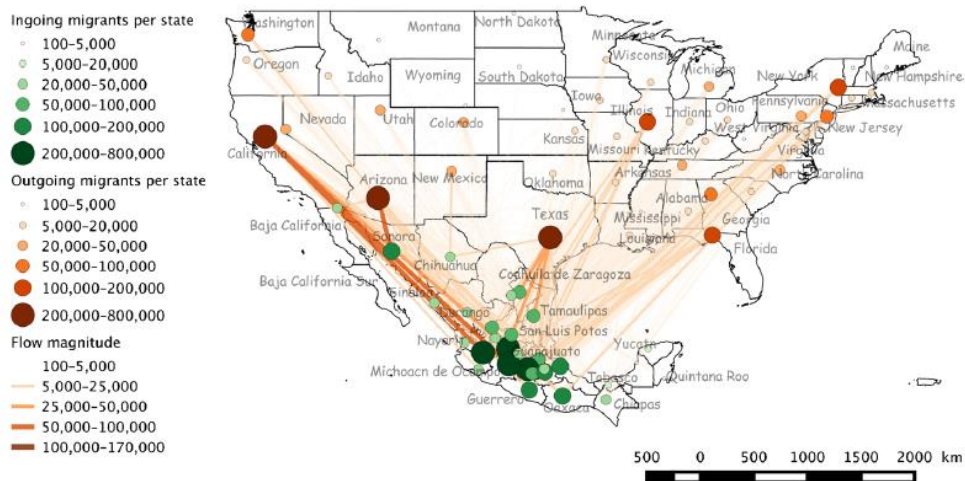 Ingoing migrants per state
100–5,000
5,000–20,000
20,000–50,000
50,000–100,000
100,000–200,000
200,000–800,000
Outgoing migrants per state
100–5,000
5,000–20,000
20,000–50,000
50,000–100,000
100,000–200,000
200,000–800,000
Flow magnitude
100–5,000
5,000–25,000
25,000–50,000
50,000–100,000
100,000–170,000
Washington
Montana
North Dakota
Minnesota
Maine
Oregon
Idaho
Wyoming
South Dakota
Wisconsin
Michigan
New York
New Hampshire
Massachusetts
Iowa
Nevada
Utah
Colorado
Illinois
Indiana
Ohio
Pennsylvania
New Jersey
California
Kansas
Missouri
Kentucky
West Virginia
Virginia
Arizona
New Mexico
Oklahoma
Arkansas
North Carolina
Alabama
Georgia
Texas
Mississippi
Louisiana
Florida
Baja California
Sonora
Chihuahua
Coahuila de Zaragoza
Baja California Sur
Sinaloa
Durango
Tamaulipas
San Luis Potos
Nayarit
Guanajuato
Yucatn
Michoacn de Ocampo
Tabasco
Quintana Roo
Guerrero
Oaxaca
Chiapas
500 0 500 1000 1500 2000 km